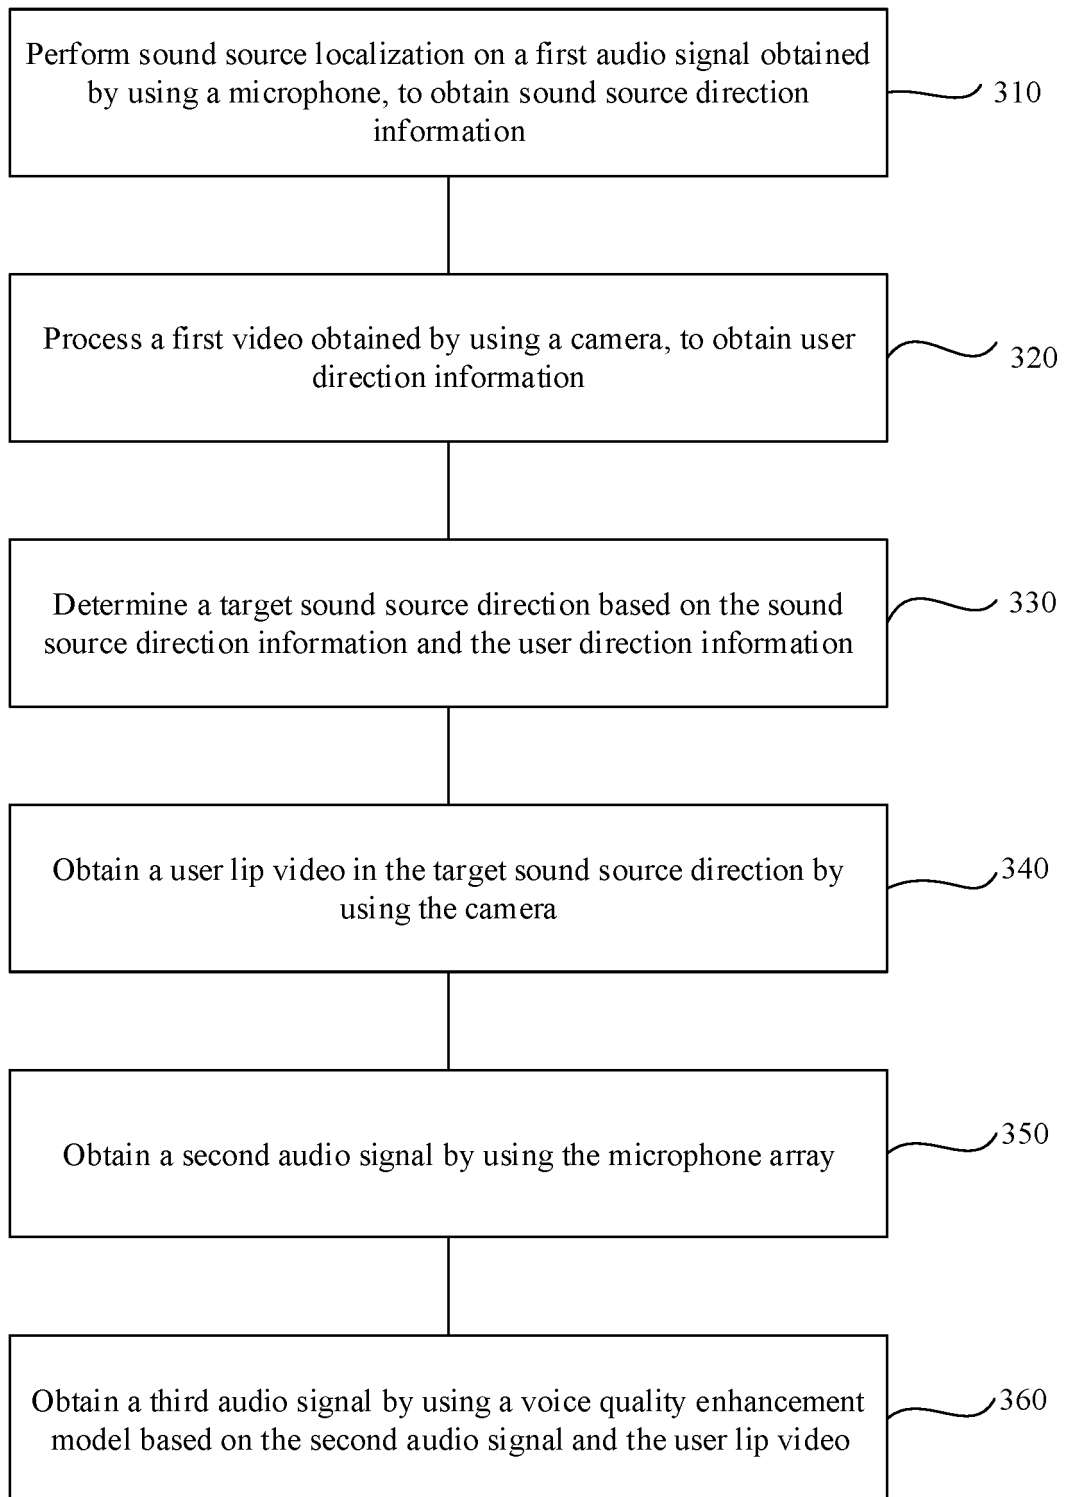 Perform sound source localization on a first audio signal obtained
by using a microphone, to obtain sound source direction
information
310
Process a first video obtained by using a camera, to obtain user
direction information
320
Determine a target sound source direction based on the sound
source direction information and the user direction information
330
Obtain a user lip video in the target sound source direction by
using the camera
340
Obtain a second audio signal by using the microphone array
350
Obtain a third audio signal by using a voice quality enhancement
model based on the second audio signal and the user lip video
360